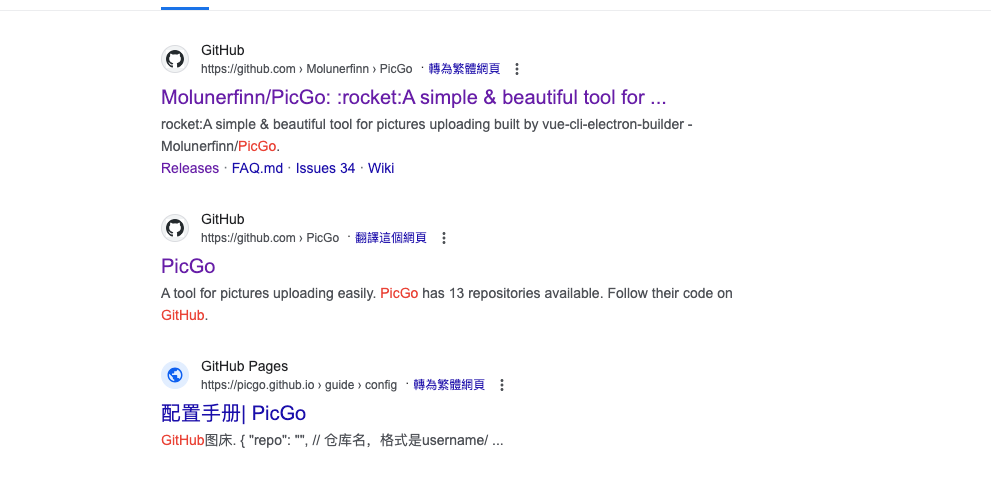 GitHub
https://github.com › Molunerfinn › PicGo · 轉為繁體網頁
Molunerfinn/PicGo: :rocket:A simple & beautiful tool for ...
rocket:A simple & beautiful tool for pictures uploading built by vue-cli-electron-builder -
Molunerfinn/PicGo.
Releases · FAQ.md · Issues 34 · Wiki
GitHub
https://github.com › PicGo · 翻譯這個網頁
PicGo
A tool for pictures uploading easily. PicGo has 13 repositories available. Follow their code on
GitHub.
GitHub Pages
https://picgo.github.io › guide › config · 轉為繁體網頁
配置手册| PicGo
GitHub图床. { "repo": "", // 仓库名，格式是username/ ...